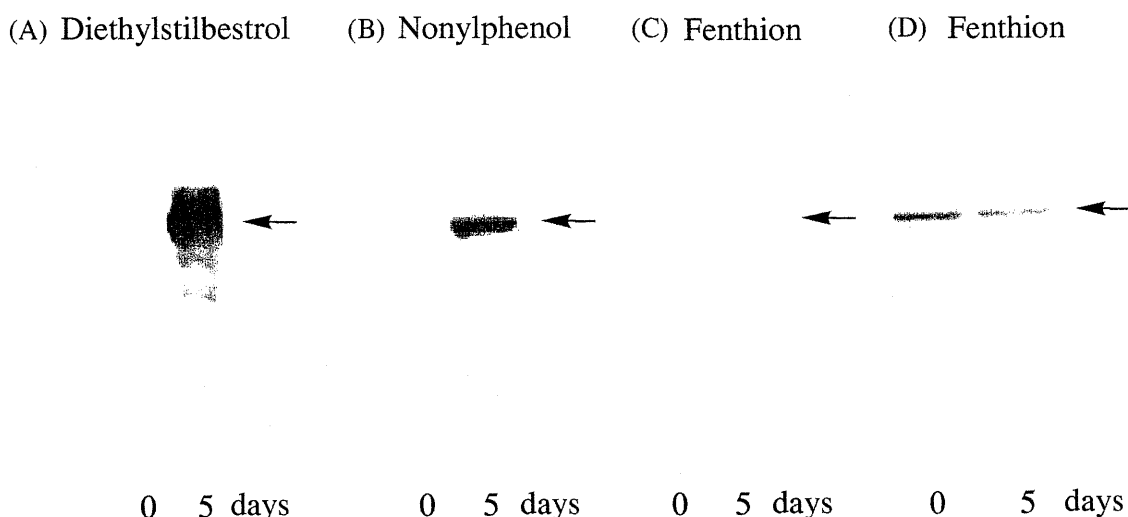 (A) Diethylstilbestrol (B) Nonylphenol (C) Fenthion (D) Fenthion
0 5 days 0 5 days 0 5 days 0 5 days